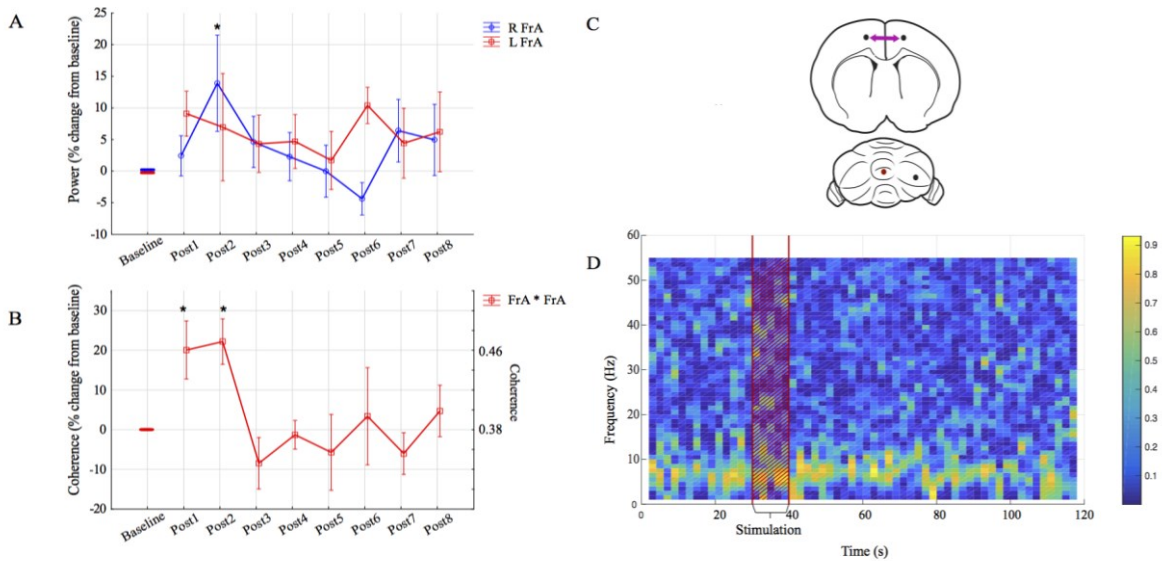 A
Power (% change from baseline)
25
20
15
10
5
0
-5
-10
*
R FrA
L FrA
Baseline
Post1
Post2
Post3
Post4
Post5
Post6
Post7
Post8
B
Coherence (% change from baseline)
30
20
10
0
-10
-20
* *
FrA * FrA
0.46
0.38
Coherence
Baseline
Post1
Post2
Post3
Post4
Post5
Post6
Post7
Post8
C
D
Frequency (Hz)
60
50
40
30
20
10
0
0 20 40 60 80 100 120
Stimulation
Time (s)
0.9
0.8
0.7
0.6
0.5
0.4
0.3
0.2
0.1